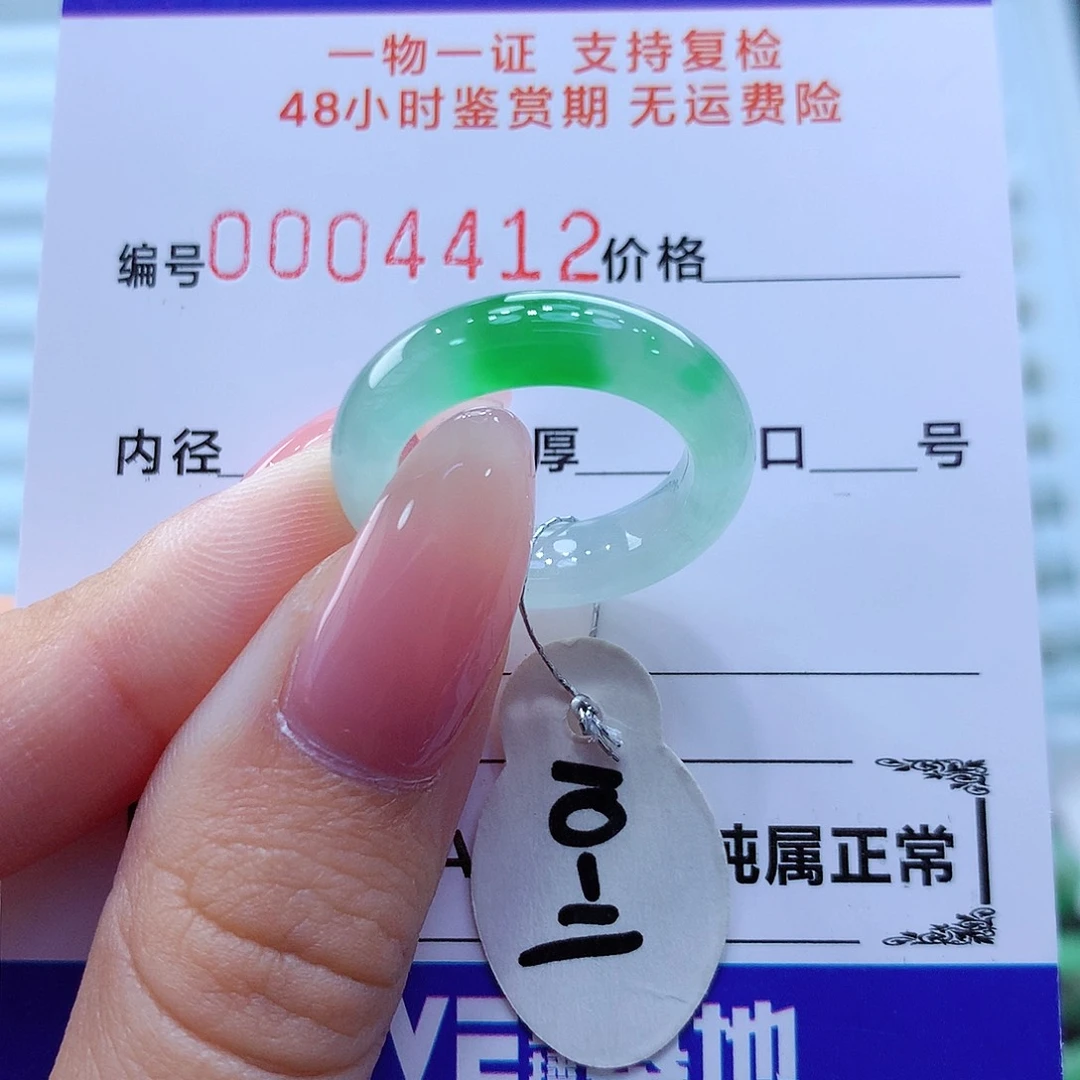 一物一证 支持复检
48小时鉴赏期 无运费险
编号0004412价格
内径 厚 口 号
纯属正常